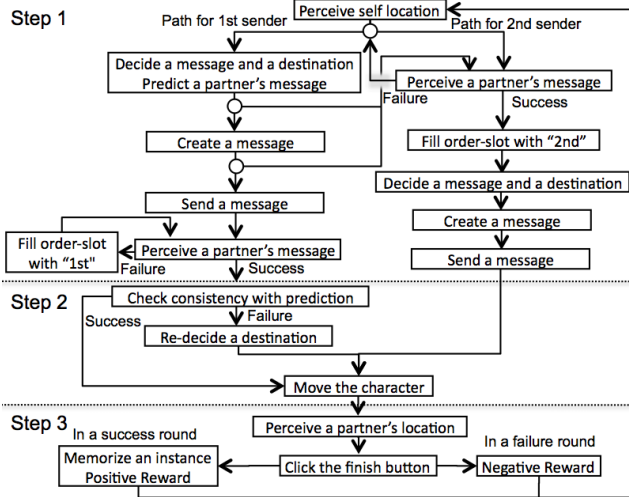 Step 1
Perceive self location
Path for 1st sender
Path for 2nd sender
Decide a message and a destination
Predict a partner's message
Perceive a partner's message
Failure
Success
Create a message
Fill order-slot with "2nd"
Decide a message and a destination
Send a message
Create a message
Fill order-slot
with "1st"
Perceive a partner's message
Failure
Success
Send a message
Step 2
Check consistency with prediction
Success
Failure
Re-decide a destination
Move the character
Step 3
Perceive a partner's location
In a success round
In a failure round
Memorize an instance
Positive Reward
Click the finish button
Negative Reward